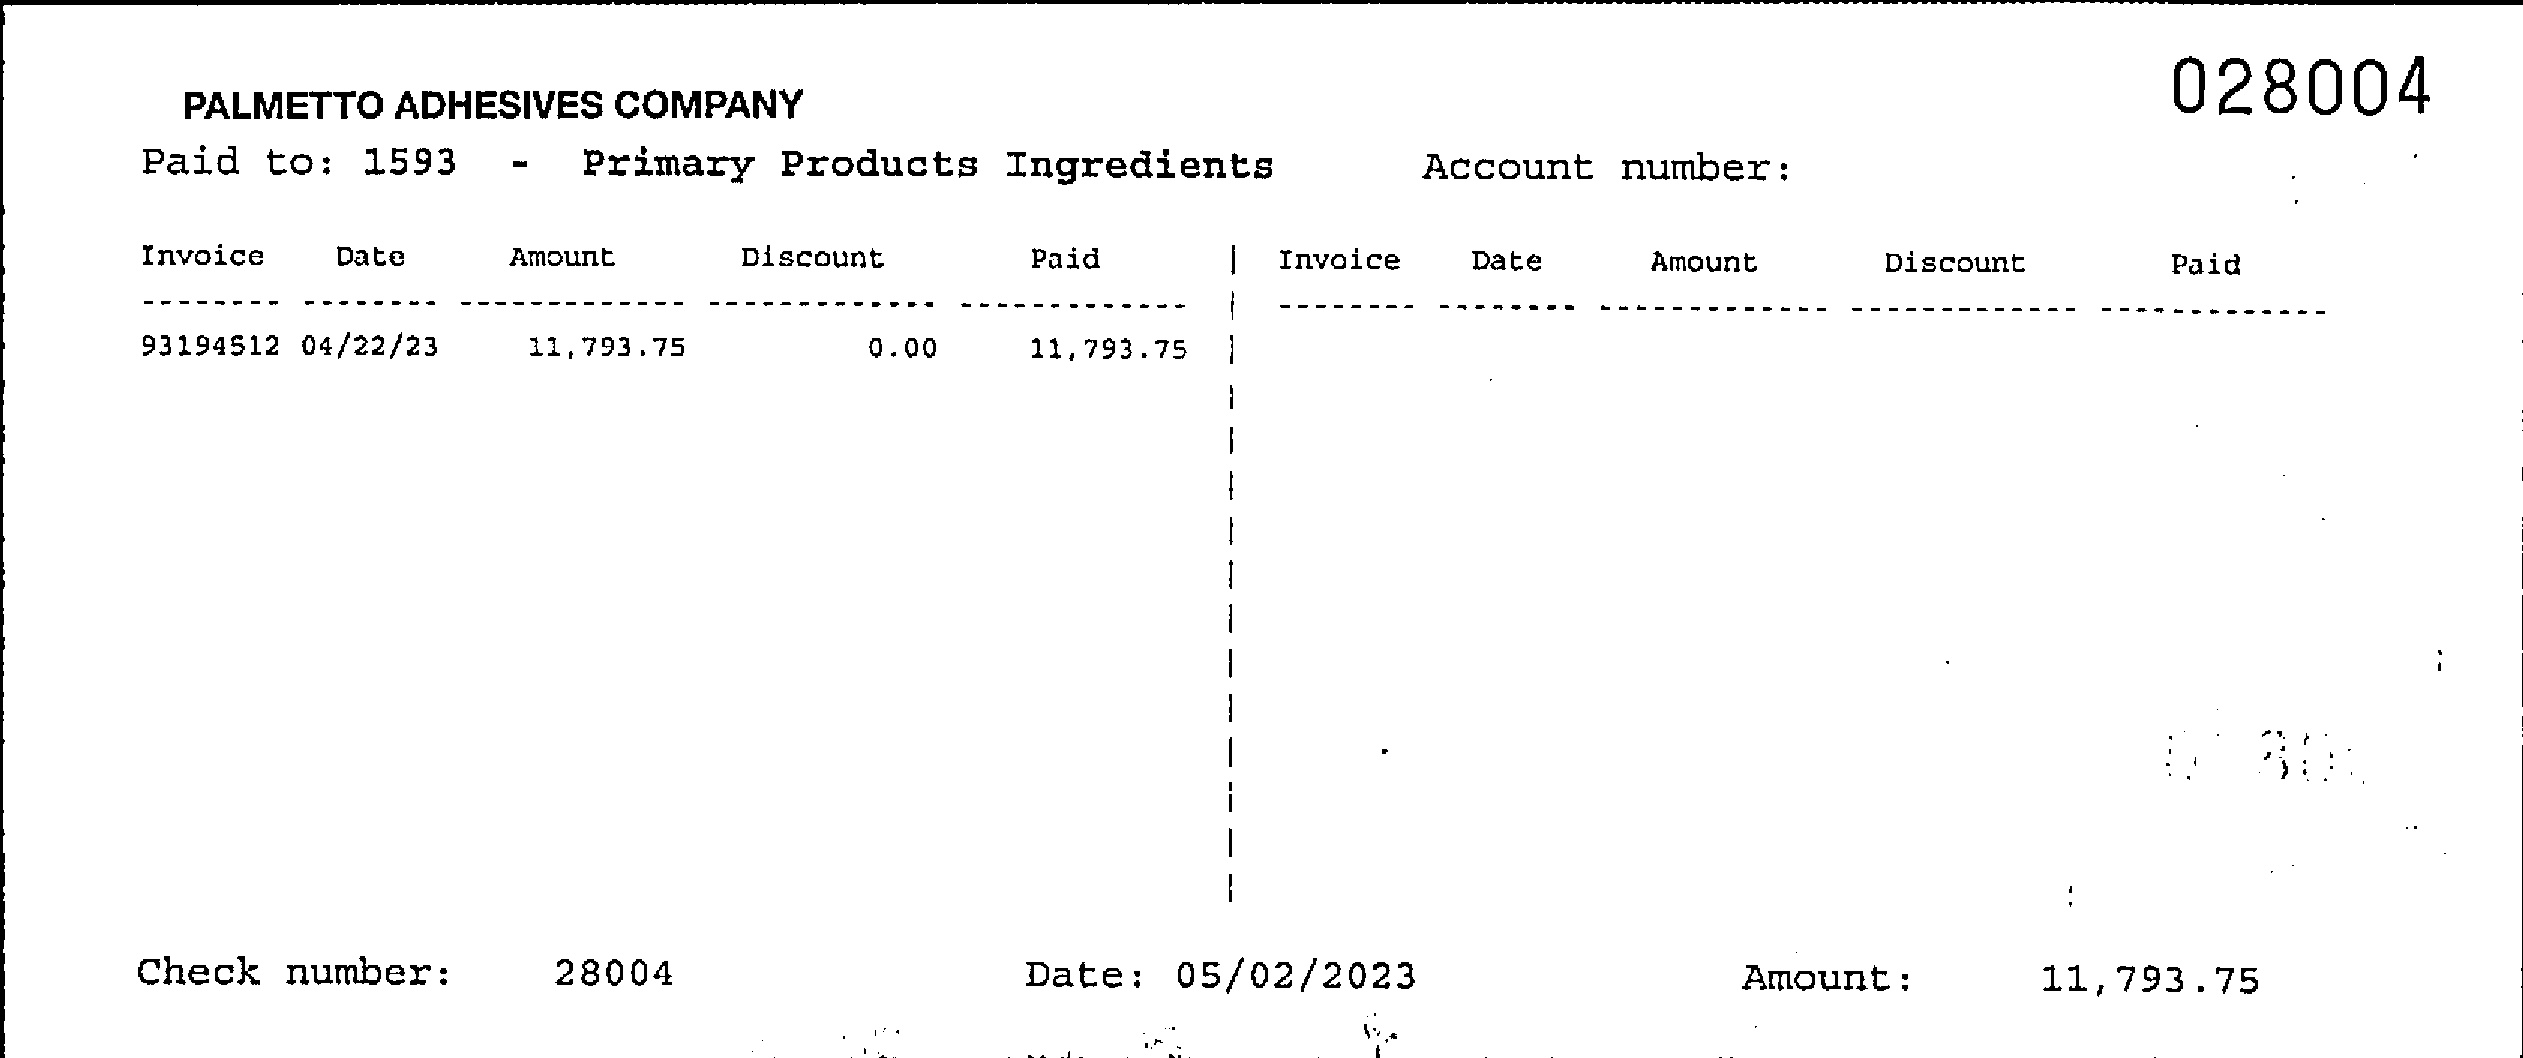 028004
PALMETTO ADHESIVES COMPANY
Paid to: 1593 - Primary Products Ingredients Account number:
Invoice Date Amount Discount Paid | Invoice Date Amount Discount Paid
-------- -------- ------------- ------------- ------------- | -------- -------- ------------- ------------- -------------
93194512 04/22/23 11,793.75 0.00 11,793.75 |
Check number: 28004 Date: 05/02/2023 Amount: 11,793.75